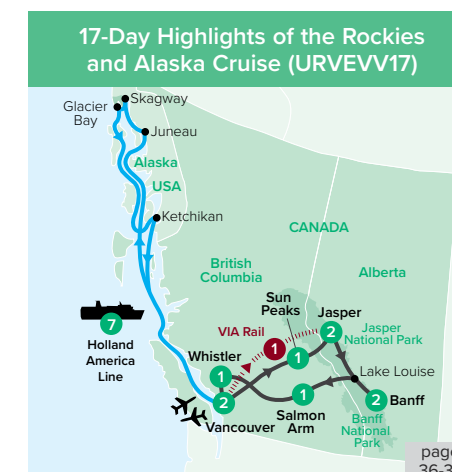 17-Day Highlights of the Rockies
and Alaska Cruise (URVEVV17)
Skagway
Glacier
Bay
Juneau
Alaska
USA
Ketchikan
CANADA
British
Columbia
Alberta
Sun
Peaks
Jasper
7
VIA Rail
1
2
Jasper
National Park
1
Holland
America
Line
Whistler
1
Lake Louise
2
Vancouver
1
Salmon
Arm
2
Banff
Banff
National
Park